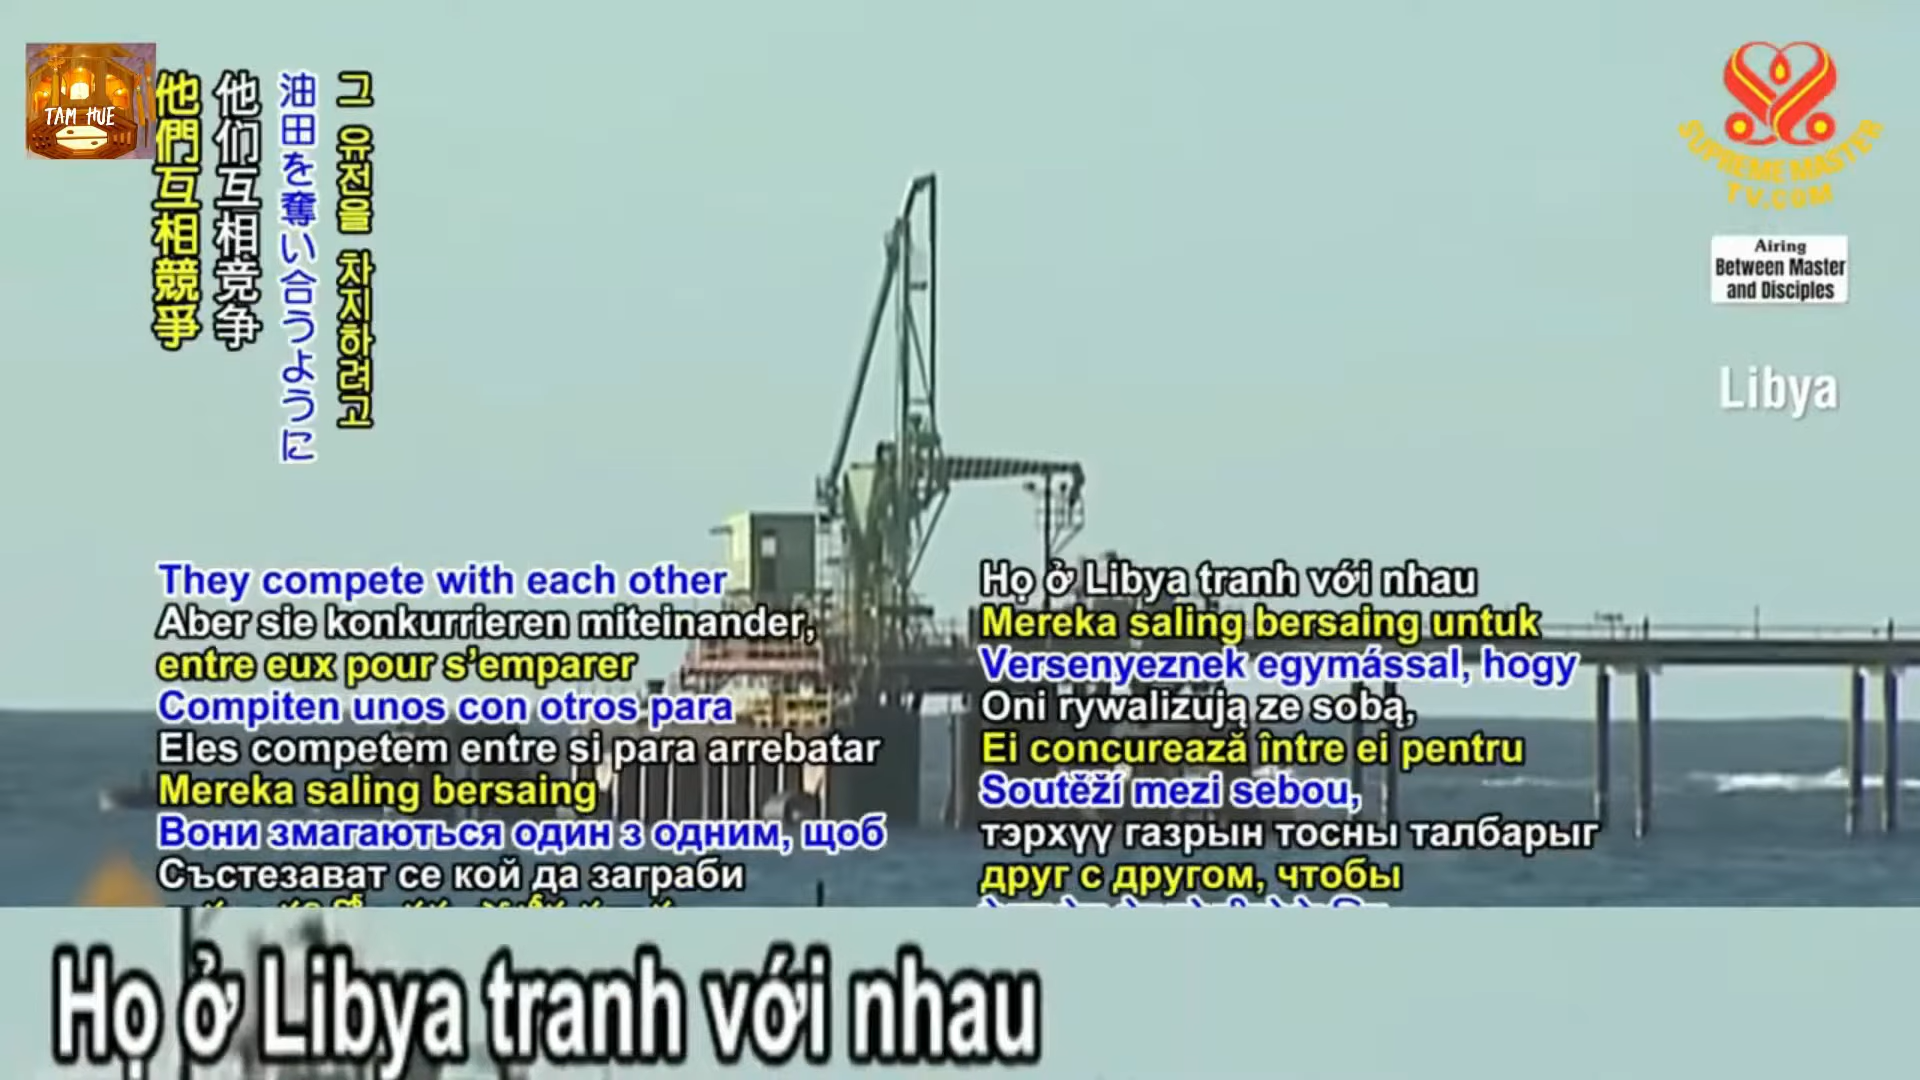 TAM HUE
他們互相競爭
他们互相竞争
油田を奪い合うように
그 유전을 차지하려고
SUPREME MASTER
TV.COM
Airing
Between Master
and Disciples
Libya
They compete with each other
Aber sie konkurrieren miteinander,
entre eux pour s’emparer
Compiten unos con otros para
Eles competem entre si para arrebatar
Mereka saling bersaing
Вони змагаються один з одним, щоб
Състезават се кой да заграби
Họ ở Libya tranh với nhau
Mereka saling bersaing untuk
Versenyeznek egymással, hogy
Oni rywalizują ze sobą,
Ei concurează între ei pentru
Soutěží mezi sebou,
тэрхүү газрын тосны талбарыг
друг с другом, чтобы
Họ ở Libya tranh với nhau